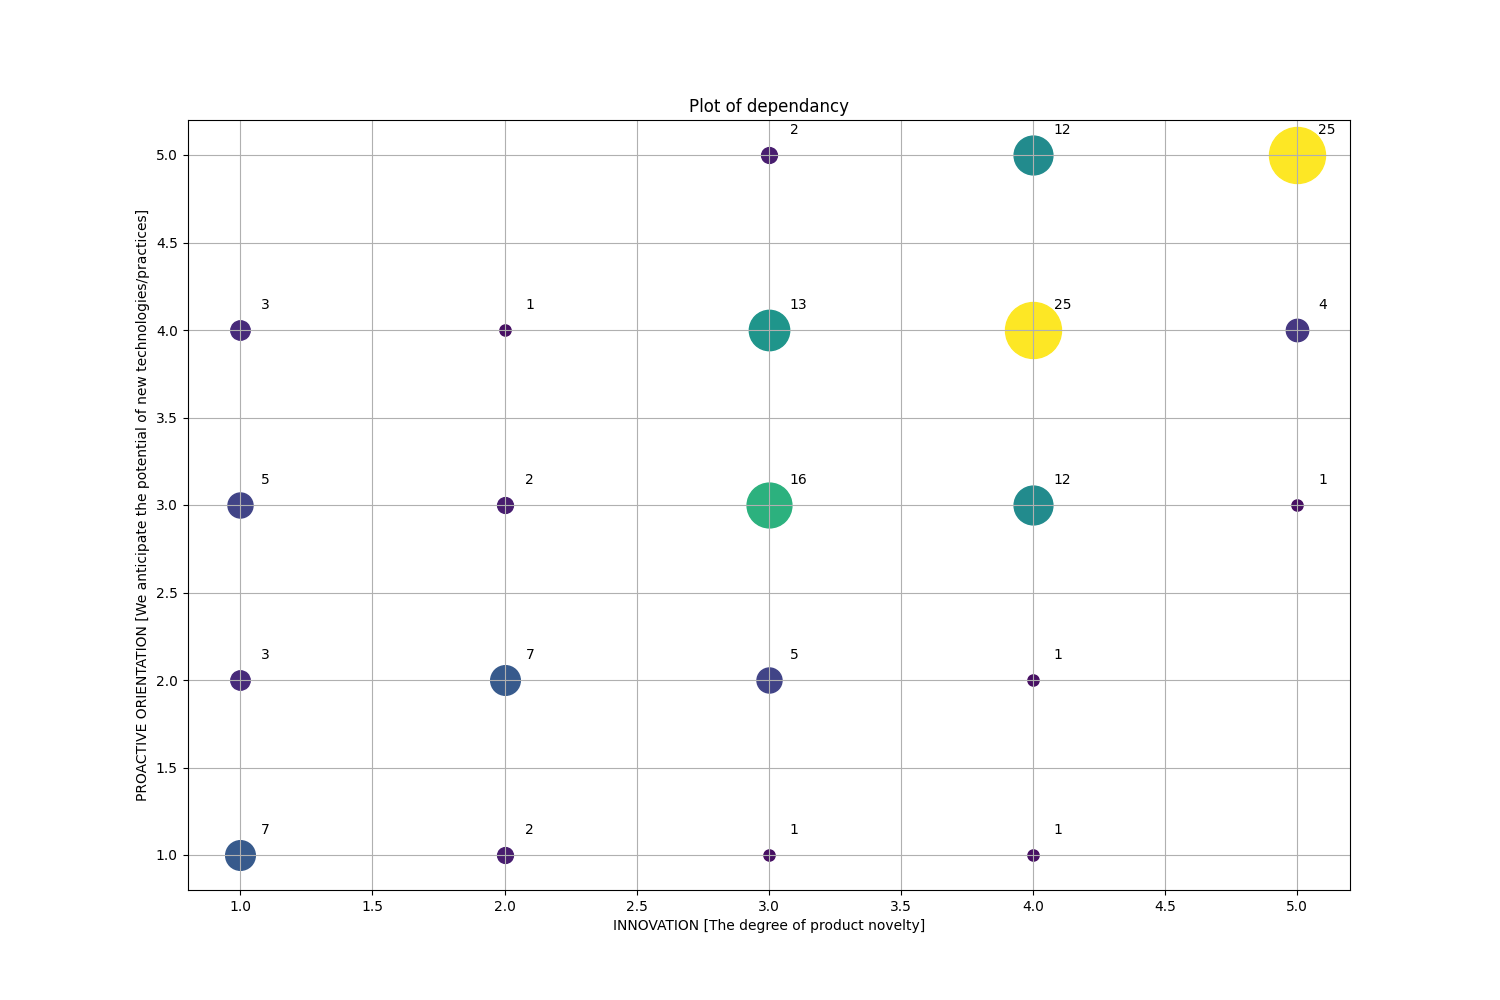 Plot of dependancy
2 12 25
5.0
4.5
3 1 13 25 4
4.0
3.5
5 2 16 12 1
3.0
2.5
3 7 5 1
2.0
1.5
7 2 1 1
1.0
1.0 1.5 2.0 2.5 3.0 3.5 4.0 4.5 5.0
INNOVATION [The degree of product novelty]
PROACTIVE ORIENTATION [We anticipate the potential of new technologies/practices]